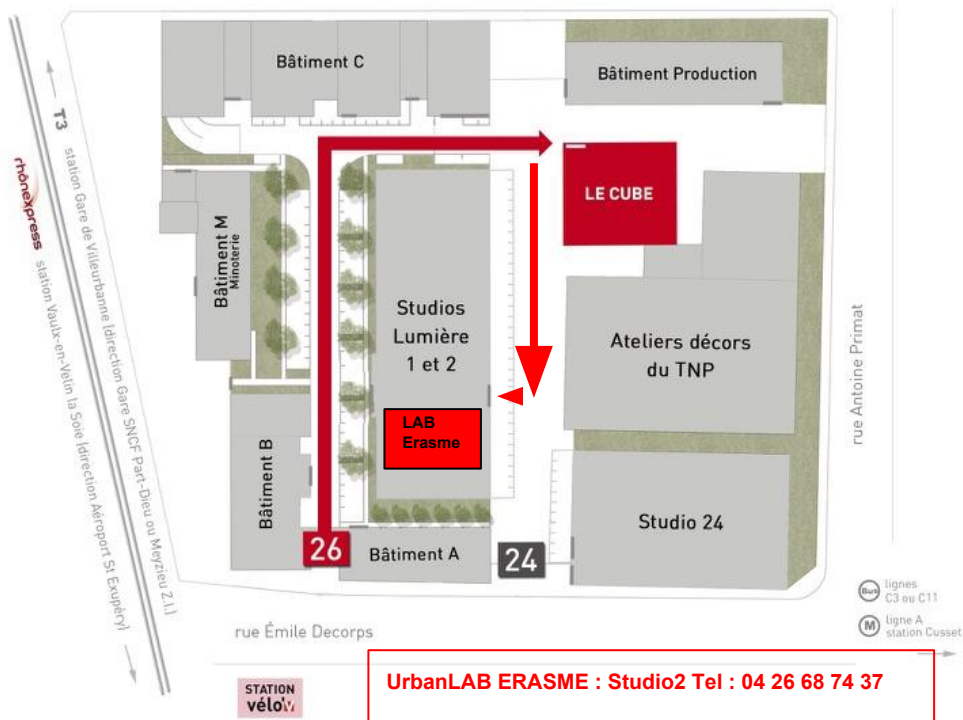 Bâtiment C
Bâtiment Production
T3 station Gare de Villeurbanne (direction Gare SNCF Part-Dieu ou Meyzieu Z.I.)
rhônexpress station Vaulx-en-Velin la Soie (direction Aéroport St Exupéry)
LE CUBE
Bâtiment M
Minoterie
Studios
Lumière
1 et 2
Ateliers décors
du TNP
rue Antoine Primat
LAB
Erasme
Bâtiment B
Studio 24
26
Bâtiment A
24
Bus
lignes
C3 ou C11
M
ligne A
station Cusset
rue Émile Decorps
STATION
vélo'v
UrbanLAB ERASME : Studio2 Tel : 04 26 68 74 37